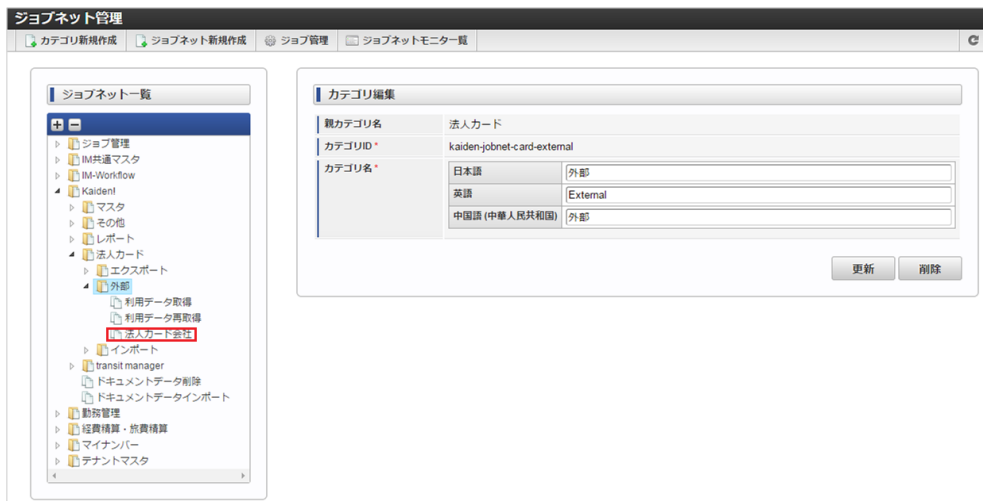 ジョブネット管理
カテゴリ新規作成 ジョブネット新規作成 ジョブ管理 ジョブネットモニタ一覧
ジョブネット一覧
ジョブ管理
IM共通マスタ
IM-Workflow
Kaiden!
マスタ
その他
レポート
法人カード
エクスポート
外部
利用データ取得
利用データ再取得
法人カード会社
インポート
transit manager
ドキュメントデータ削除
ドキュメントデータインポート
勤務管理
経費精算・旅費精算
マイナンバー
テナントマスタ
カテゴリ編集
親カテゴリ名 法人カード
カテゴリID * kaiden-jobnet-card-external
カテゴリ名 *
日本語 外部
英語 External
中国語 (中華人民共和国) 外部
更新 削除